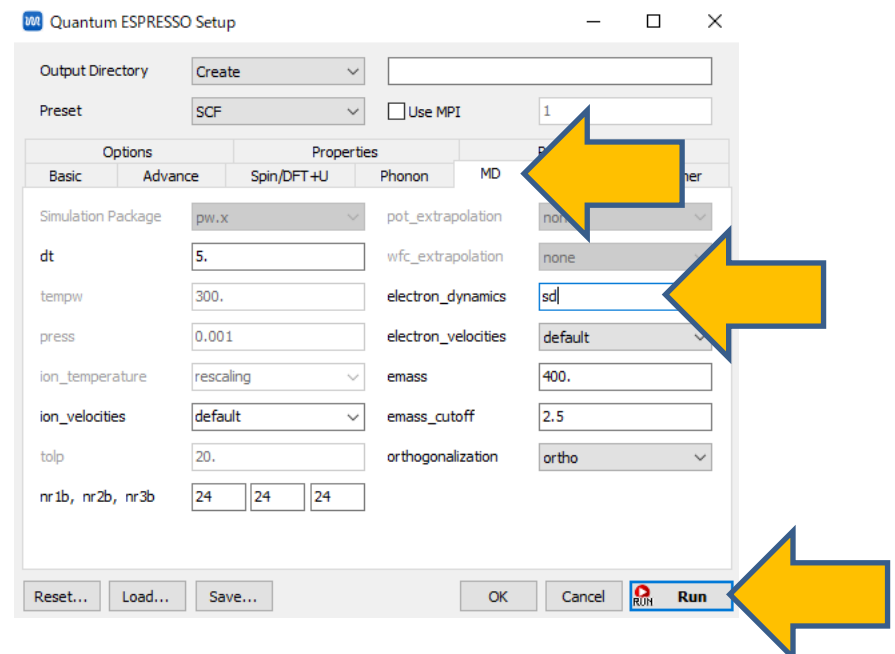 Quantum ESPRESSO Setup
Output Directory Create
Preset SCF Use MPI 1
Options Properties
Basic Advance Spin/DFT+U Phonon MD
Simulation Package pw.x pot_extrapolation
dt 5. wfc_extrapolation none
tempw 300. electron_dynamics sd
press 0.001 electron_velocities default
ion_temperature rescaling emass 400.
ion_velocities default emass_cutoff 2.5
tolp 20. orthogonalization ortho
nr1b, nr2b, nr3b 24 24 24
Reset... Load... Save... OK Cancel RUN Run